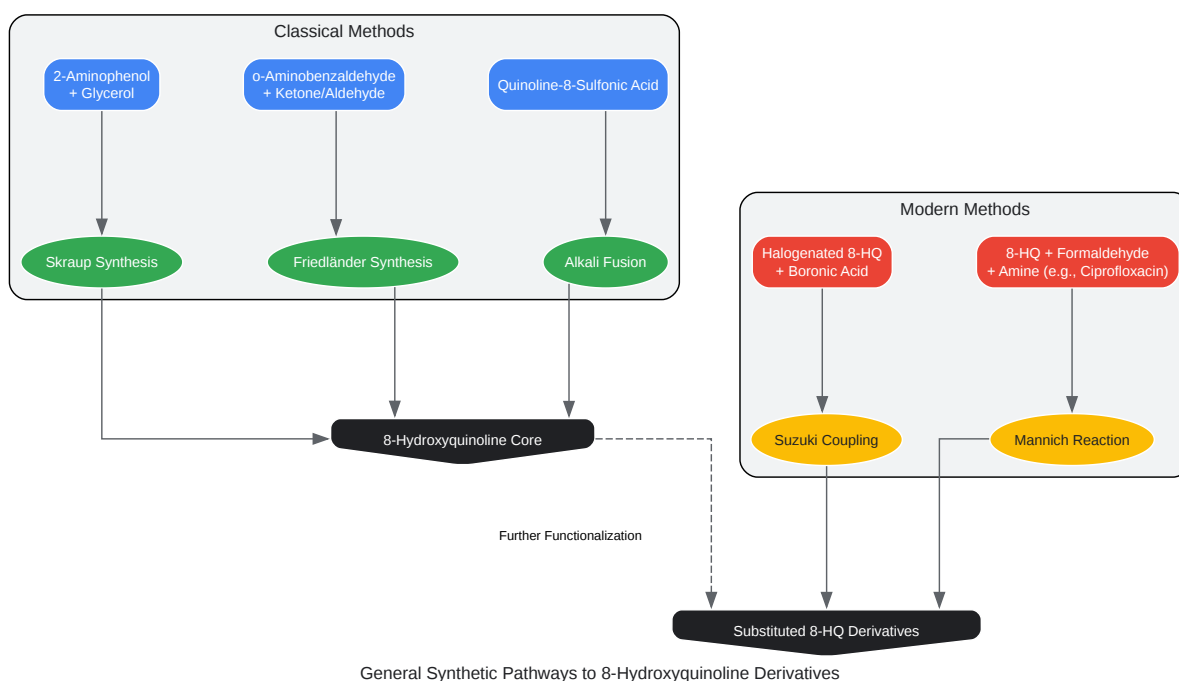 Classical Methods
2-Aminophenol
+ Glycerol
o-Aminobenzaldehyde
+ Ketone/Aldehyde
Quinoline-8-Sulfonic Acid
Skraup Synthesis
Friedländer Synthesis
Alkali Fusion
Modern Methods
Halogenated 8-HQ
+ Boronic Acid
8-HQ + Formaldehyde
+ Amine (e.g., Ciprofloxacin)
Suzuki Coupling
Mannich Reaction
8-Hydroxyquinoline Core
Further Functionalization
Substituted 8-HQ Derivatives
General Synthetic Pathways to 8-Hydroxyquinoline Derivatives